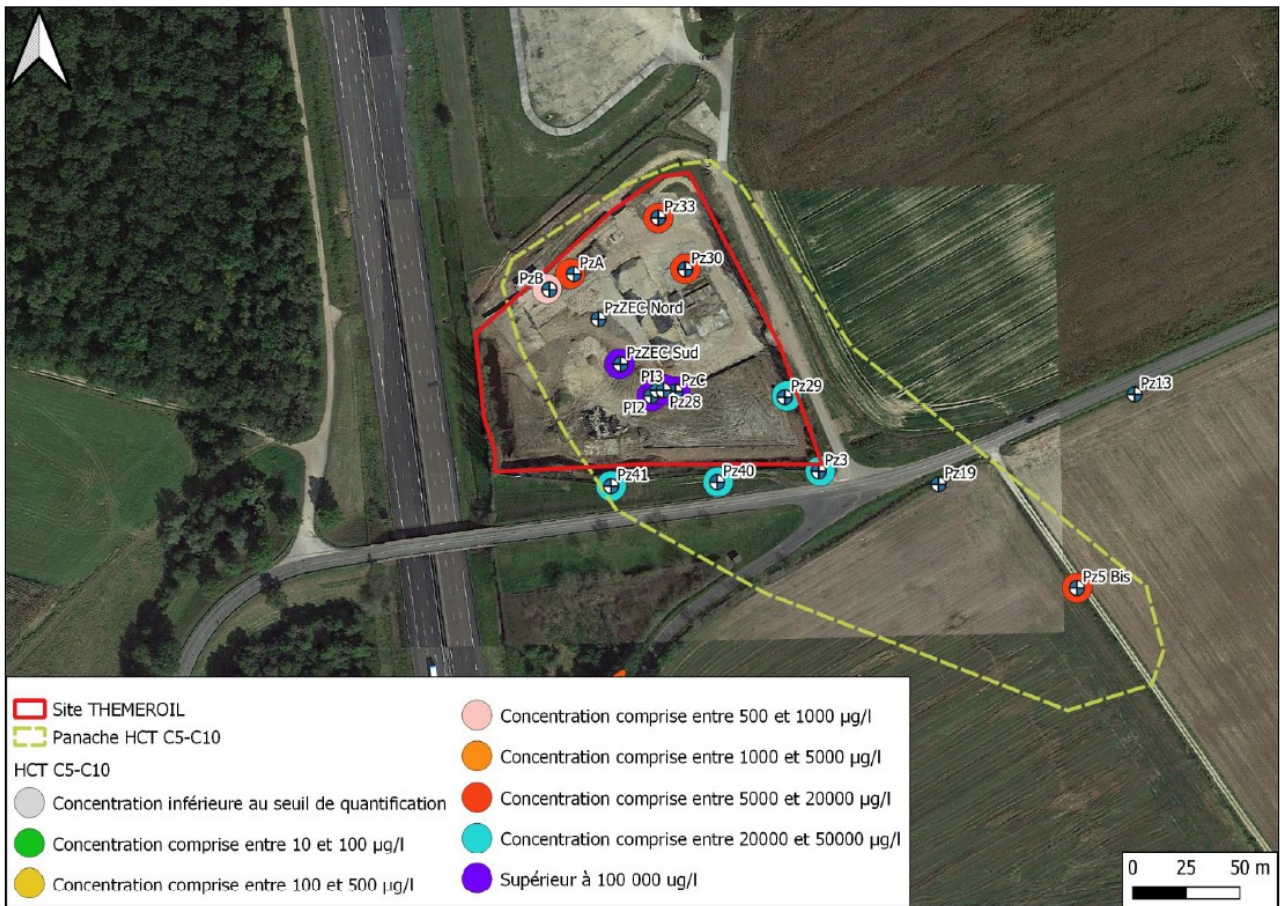 Pz33
Pz30
PzA
PzB
PzZEC Nord
PzZEC Sud
PI3
PzC
PI2
Pz28
Pz29
Pz13
Pz41
Pz40
Pz3
Pz19
Pz5 Bis
Site THEMEROIL
Panache HCT C5-C10
HCT C5-C10
Concentration inférieure au seuil de quantification
Concentration comprise entre 10 et 100 µg/l
Concentration comprise entre 100 et 500 µg/l
Concentration comprise entre 500 et 1000 µg/l
Concentration comprise entre 1000 et 5000 µg/l
Concentration comprise entre 5000 et 20000 µg/l
Concentration comprise entre 20000 et 50000 µg/l
Supérieur à 100 000 ug/l
0 25 50 m